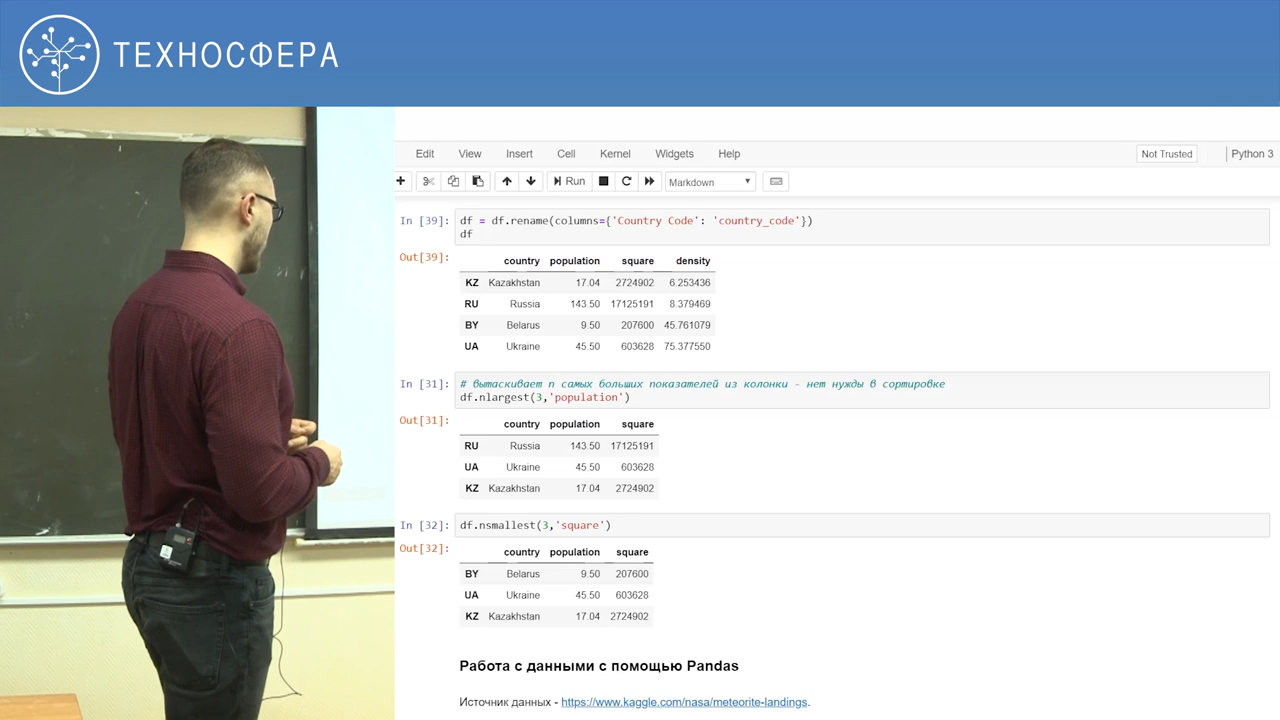 ТЕХНОСФЕРА
Edit View Insert Cell Kernel Widgets Help Not Trusted Python 3
Run Markdown
In [39]: df = df.rename(columns={'Country Code': 'country_code'})
df
Out[39]:
country population square density
KZ Kazakhstan 17.04 2724902 6.253436
RU Russia 143.50 17125191 8.379469
BY Belarus 9.50 207600 45.761079
UA Ukraine 45.50 603628 75.377550
In [31]: # вытаскивает n самых больших показателей из колонки - нет нужды в сортировке
df.nlargest(3,'population')
Out[31]:
country population square
RU Russia 143.50 17125191
UA Ukraine 45.50 603628
KZ Kazakhstan 17.04 2724902
In [32]: df.nsmallest(3,'square')
Out[32]:
country population square
BY Belarus 9.50 207600
UA Ukraine 45.50 603628
KZ Kazakhstan 17.04 2724902
Работа с данными с помощью Pandas
Источник данных - https://www.kaggle.com/nasa/meteorite-landings.